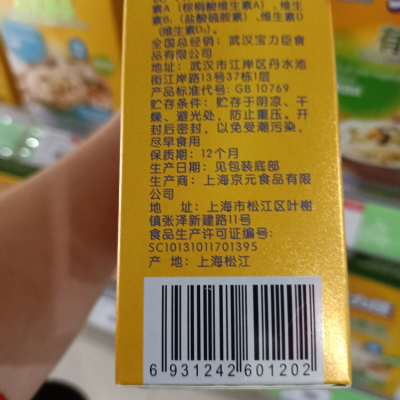 素A（棕榈酸维生素A）、维生
素B₁（盐酸硫胺素）、维生素D
（维生素D₃）。
全国总经销：武汉宝力臣食
品有限公司
地址：武汉市江岸区丹水池
街江岸路13号37栋1层
产品标准代号：GB 10769
贮存条件：贮存于阴凉、干
燥、避光处，防止重压。开
封后密封，以免受潮污染，
尽早食用
保质期：12个月
生产日期：见包装底部
生产商：上海京元食品有限
公司
地 址：上海市松江区叶榭
镇张泽新建路11号
食品生产许可证编号：
SC10131011701395
产 地：上海松江
6 931242 601202